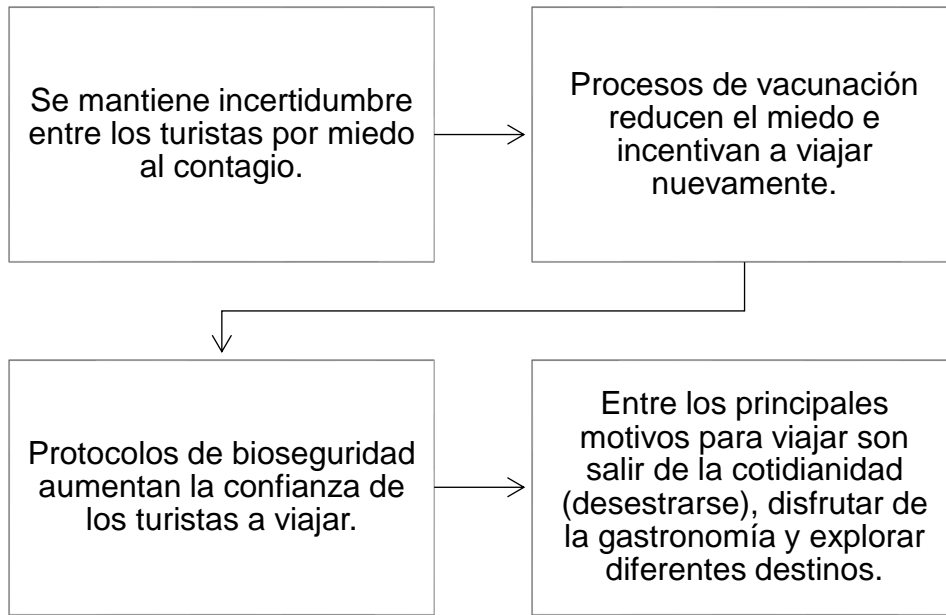 Se mantiene incertidumbre
entre los turistas por miedo
al contagio.
Procesos de vacunación
reducen el miedo e
incentivan a viajar
nuevamente.
Protocolos de bioseguridad
aumentan la confianza de
los turistas a viajar.
Entre los principales
motivos para viajar son
salir de la cotidianidad
(desestrarse), disfrutar de
la gastronomía y explorar
diferentes destinos.